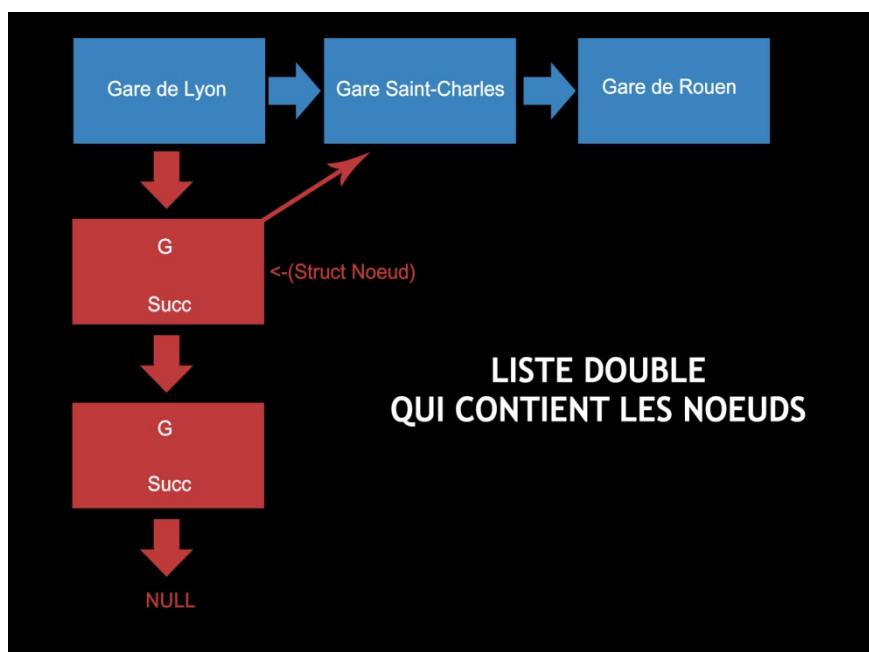 Gare de Lyon
Gare Saint-Charles
Gare de Rouen
G
<-(Struct Noeud)
Succ
LISTE DOUBLE
QUI CONTIENT LES NOEUDS
G
Succ
NULL